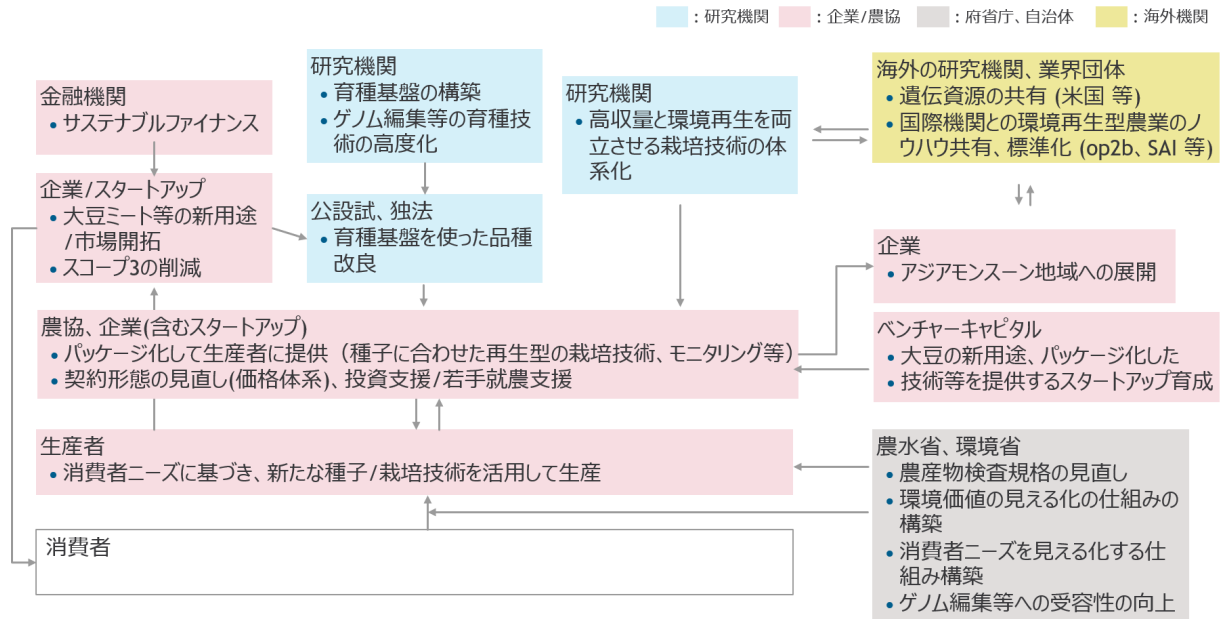 ：研究機関
：企業/農協
：府省庁、自治体
：海外機関
金融機関
• サステナブルファイナンス
研究機関
• 育種基盤の構築
• ゲノム編集等の育種技
術の高度化
研究機関
• 高収量と環境再生を両
立させる栽培技術の体
系化
海外の研究機関、業界団体
• 遺伝資源の共有 (米国 等)
• 国際機関との環境再生型農業のノ
ウハウ共有、標準化 (op2b、SAI 等)
企業/スタートアップ
• 大豆ミート等の新用途
/市場開拓
• スコープ3の削減
公設試、独法
• 育種基盤を使った品種
改良
企業
• アジアモンスーン地域への展開
農協、企業(含むスタートアップ)
• パッケージ化して生産者に提供（種子に合わせた再生型の栽培技術、モニタリング等）
• 契約形態の見直し(価格体系)、投資支援/若手就農支援
ベンチャーキャピタル
• 大豆の新用途、パッケージ化した
• 技術等を提供するスタートアップ育成
生産者
• 消費者ニーズに基づき、新たな種子/栽培技術を活用して生産
農水省、環境省
• 農産物検査規格の見直し
• 環境価値の見える化の仕組みの
構築
• 消費者ニーズを見える化する仕
組み構築
• ゲノム編集等への受容性の向上
消費者